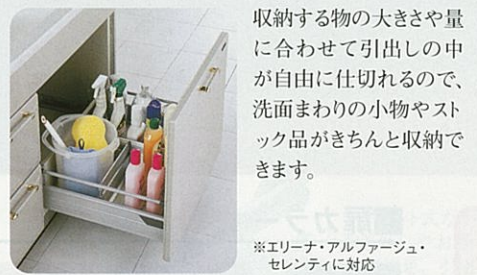 収納する物の大きさや量
に合わせて引出しの中
が自由に仕切れるので、
洗面まわりの小物やスト
ック品がきちんと収納で
きます。
※エリーナ・アルファージュ・
セレンティに対応